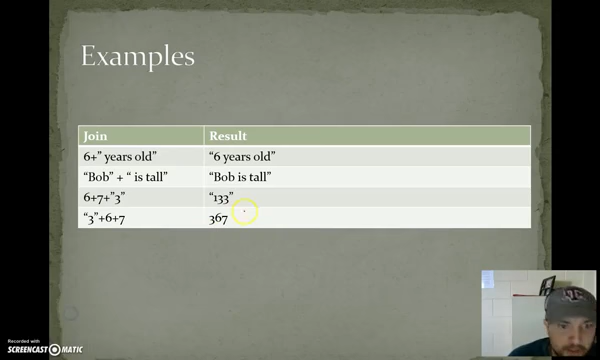 Examples
Join Result
6+” years old” “6 years old”
“Bob” + “ is tall” “Bob is tall”
6+7+”3” “133”
“3”+6+7 367
Recorded with
SCREENCAST-O-MATIC